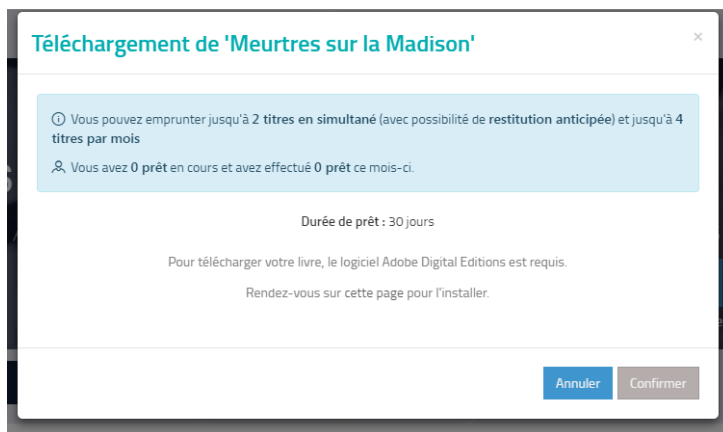 Téléchargement de 'Meurtres sur la Madison'
×
Vous pouvez emprunter jusqu'à 2 titres en simultané (avec possibilité de restitution anticipée) et jusqu'à 4
titres par mois
Vous avez 0 prêt en cours et avez effectué 0 prêt ce mois-ci.
Durée de prêt : 30 jours
Pour télécharger votre livre, le logiciel Adobe Digital Editions est requis.
Rendez-vous sur cette page pour l'installer.
Annuler
Confirmer